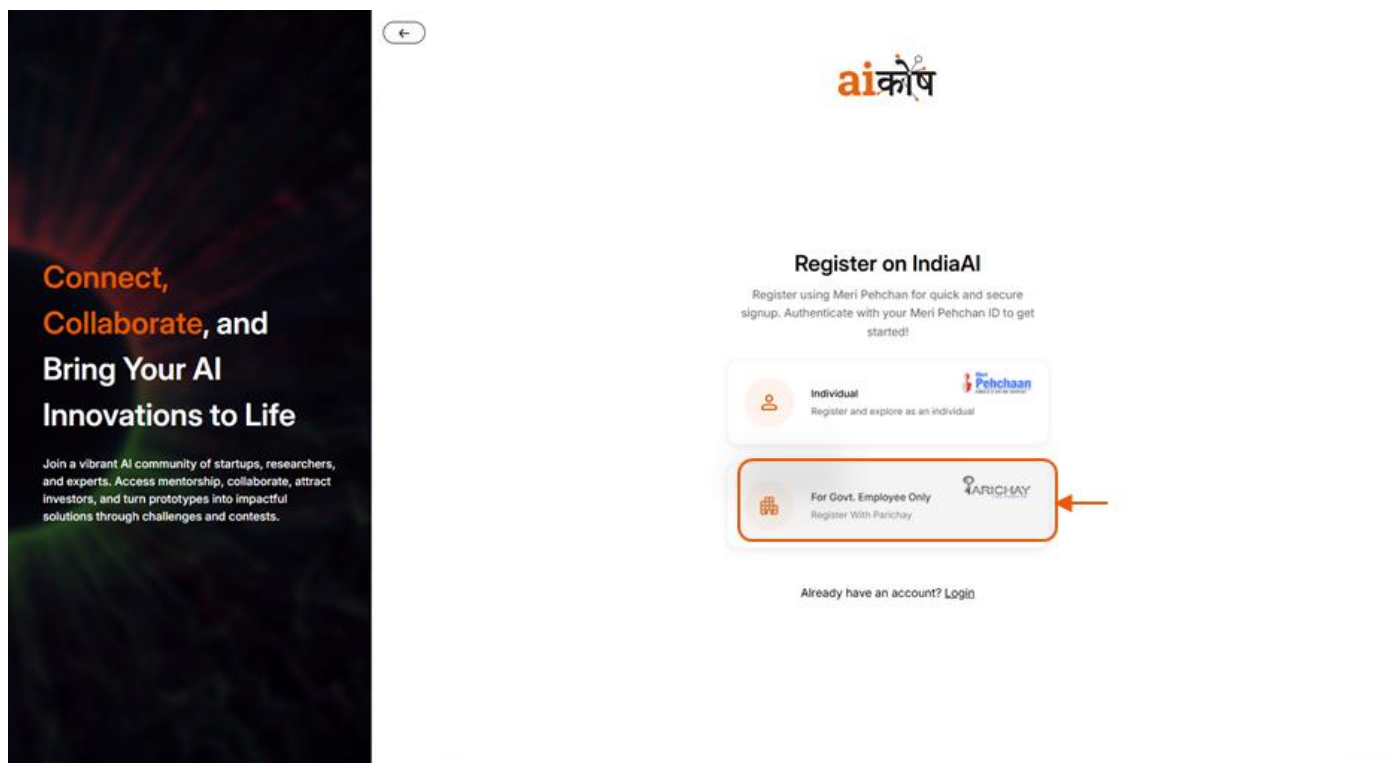 Connect,
Collaborate, and
Bring Your AI
Innovations to Life
Join a vibrant AI community of startups, researchers,
and experts. Access mentorship, collaborate, attract
investors, and turn prototypes into impactful
solutions through challenges and contests.
aiकोष
Register on IndiaAI
Register using Meri Pehchan for quick and secure
signup. Authenticate with your Meri Pehchan ID to get
started!
Individual
Register and explore as an individual
Meri
Pehchaan
For Govt. Employee Only
Register With Parichay
PARICHAY
Already have an account? Login